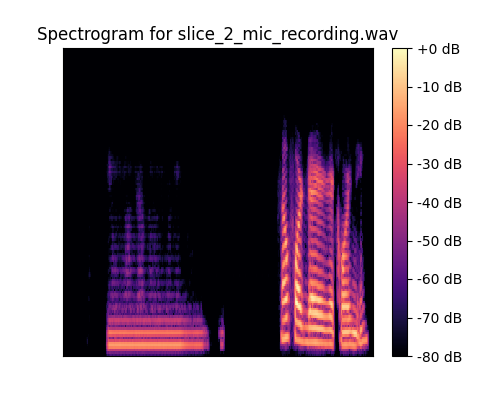 Spectrogram for slice_2_mic_recording.wav
+0 dB
-10 dB
-20 dB
-30 dB
-40 dB
-50 dB
-60 dB
-70 dB
-80 dB